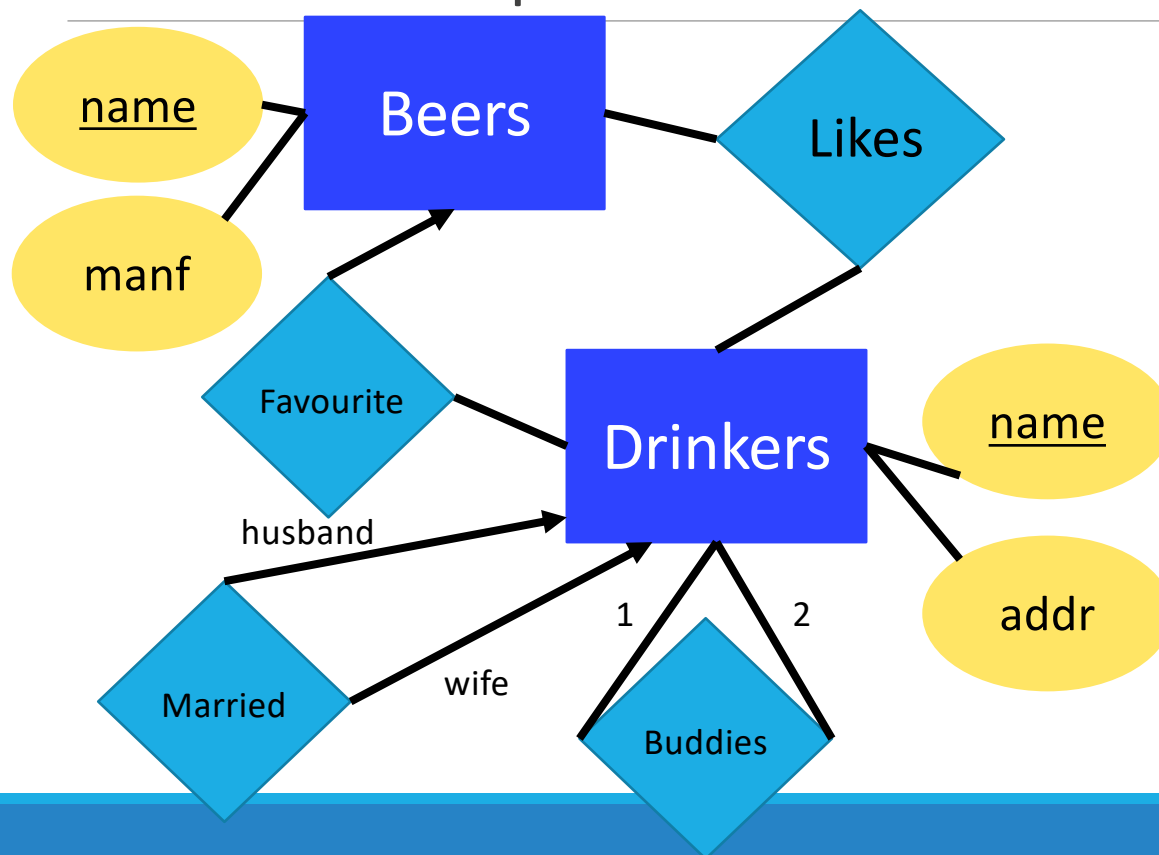 Beers
name
Likes
manf
Favourite
Drinkers
name
husband
1
2
addr
wife
Married
Buddies